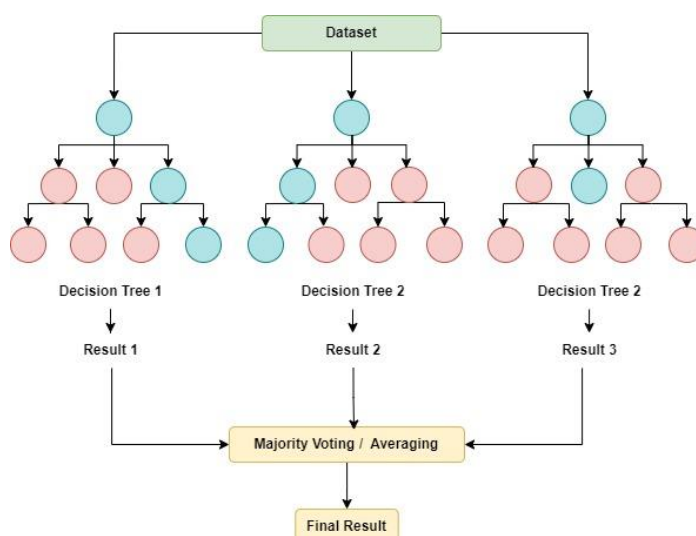 Dataset
Decision Tree 1
Decision Tree 2
Decision Tree 2
Result 1
Result 2
Result 3
Majority Voting / Averaging
Final Result